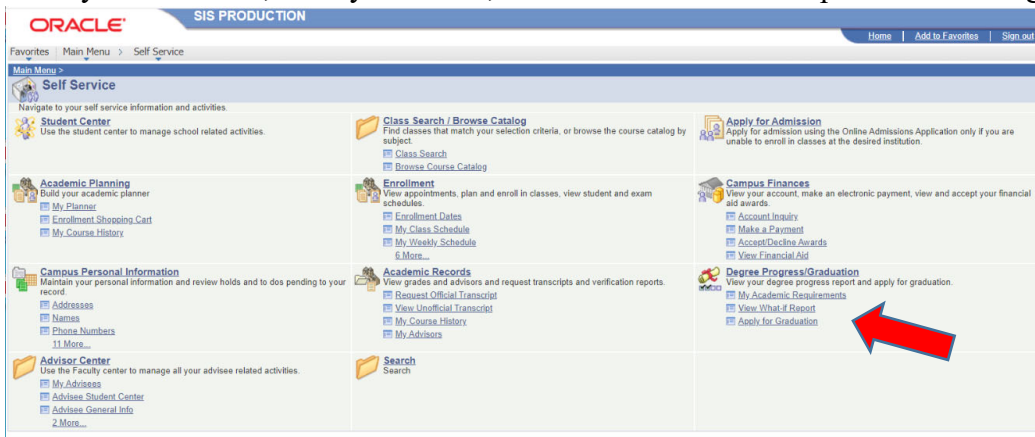 ORACLE
SIS PRODUCTION
Home | Add to Favorites | Sign out
Favorites | Main Menu > Self Service
Main Menu >
Self Service
Navigate to your self service information and activities.
Student Center
Use the student center to manage school related activities.
Class Search / Browse Catalog
Find classes that match your selection criteria, or browse the course catalog by
subject.
Class Search
Browse Course Catalog
Apply for Admission
Apply for admission using the Online Admissions Application only if you are
unable to enroll in classes at the desired institution.
Academic Planning
Build your academic planner
My Planner
Enrollment Shopping Cart
My Course History
Enrollment
View appointments, plan and enroll in classes, view student and exam
schedules.
Enrollment Dates
My Class Schedule
My Weekly Schedule
6 More...
Campus Finances
View your account, make an electronic payment, view and accept your financial
aid awards.
Account Inquiry
Make a Payment
Accept/Decline Awards
View Financial Aid
Campus Personal Information
Maintain your personal information and review holds and to dos pending to your
record.
Addresses
Names
Phone Numbers
11 More...
Academic Records
View grades and advisors and request transcripts and verification reports.
Request Official Transcript
View Unofficial Transcript
My Course History
My Advisors
Degree Progress/Graduation
View your degree progress report and apply for graduation.
My Academic Requirements
View What-if Report
Apply for Graduation
Advisor Center
Use the Faculty center to manage all your advisee related activities.
My Advisees
Advisee Student Center
Advisee General Info
2 More...
Search
Search